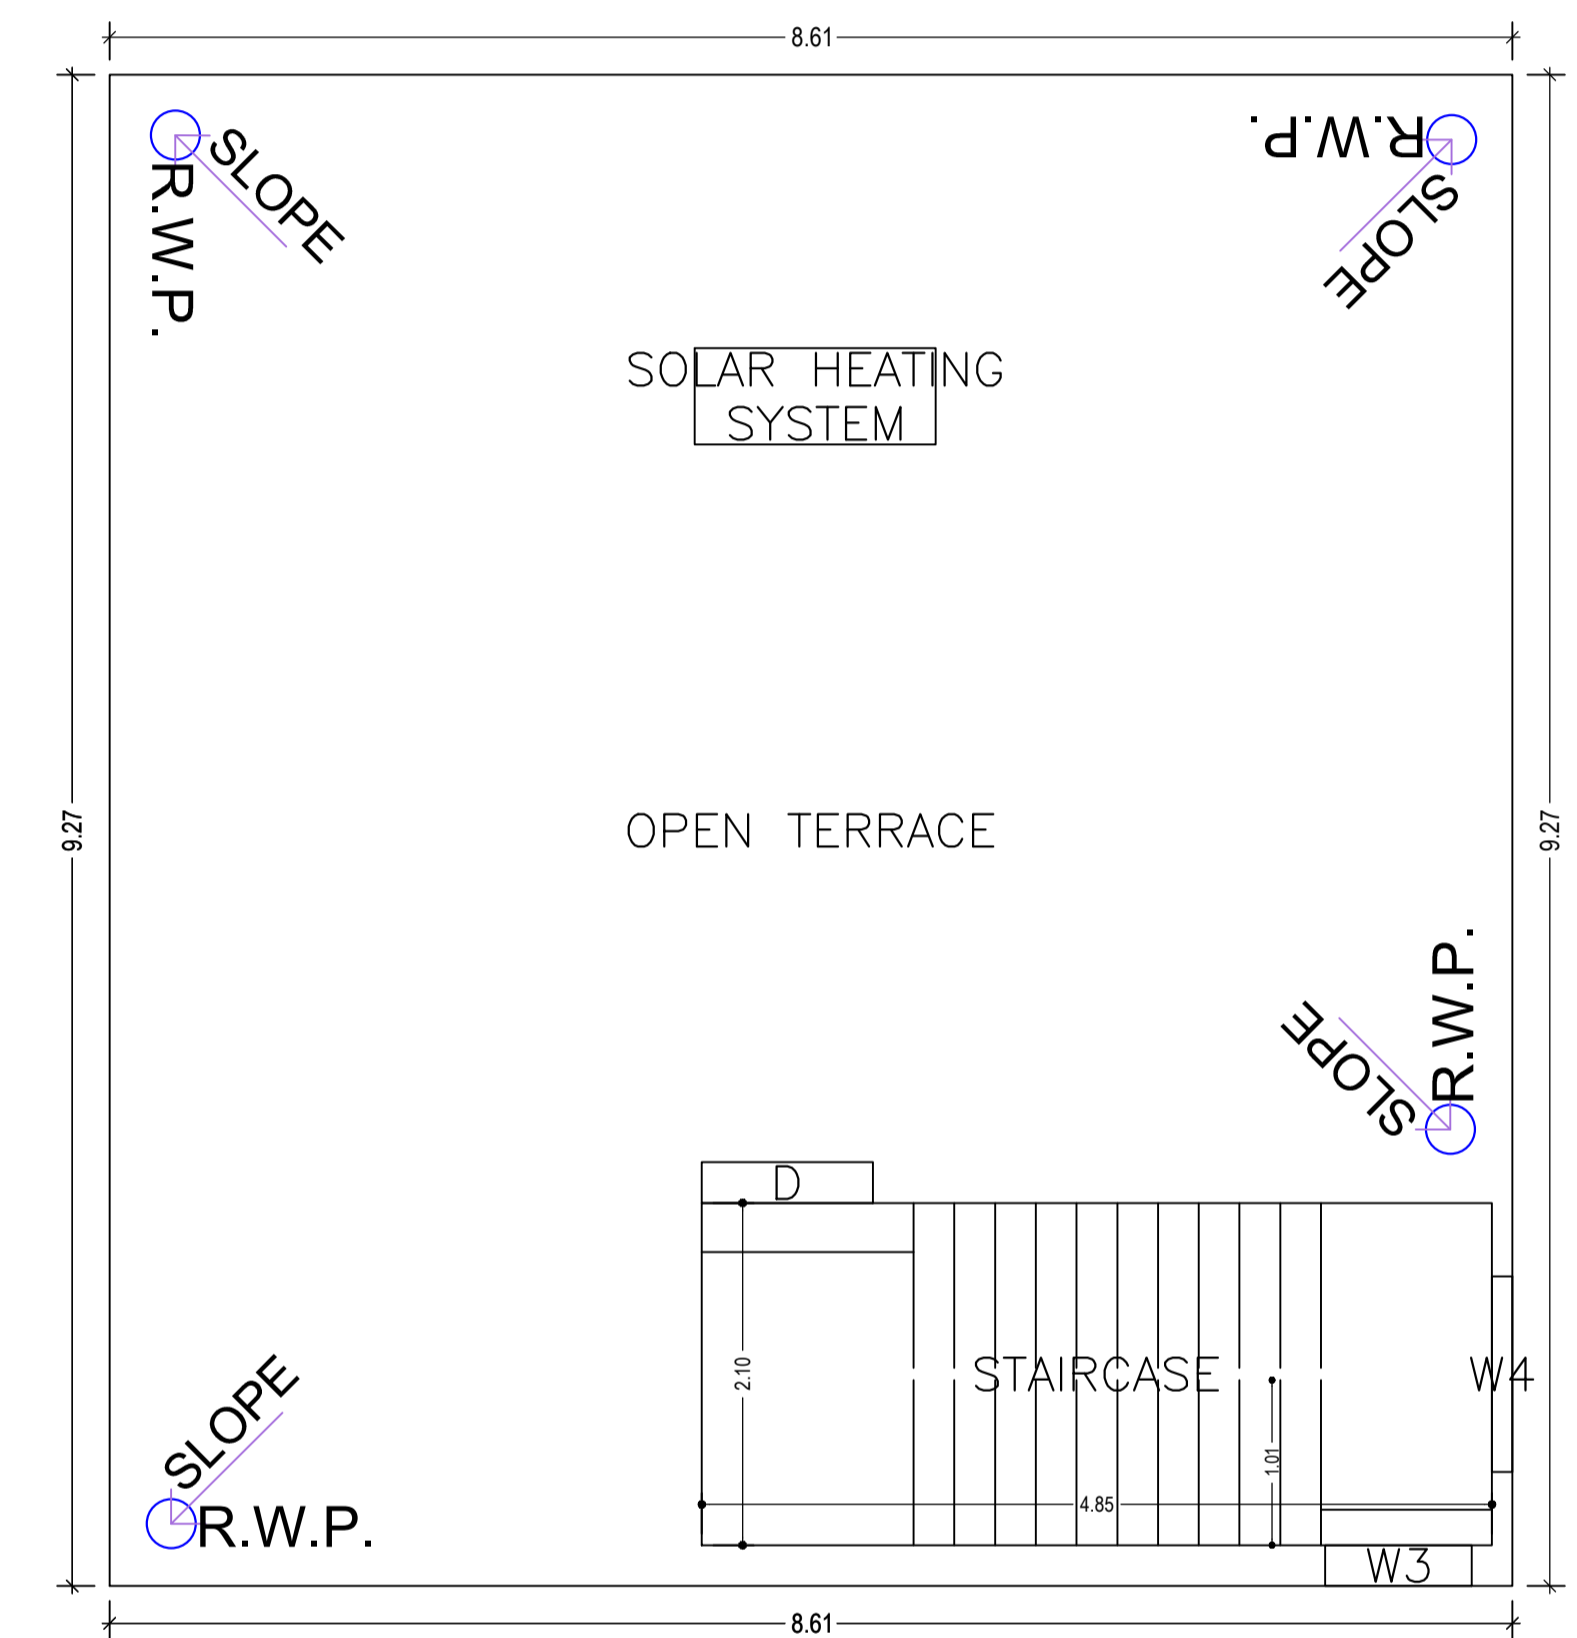 8.61
R.W.P.
SLOPE
R.W.P.
SLOPE
SOLAR HEATING
SYSTEM
9.27
OPEN TERRACE
9.27
R.W.P.
SLOPE
D
2.10
STAIRCASE
W4
1.01
4.85
SLOPE
R.W.P.
W3
8.61